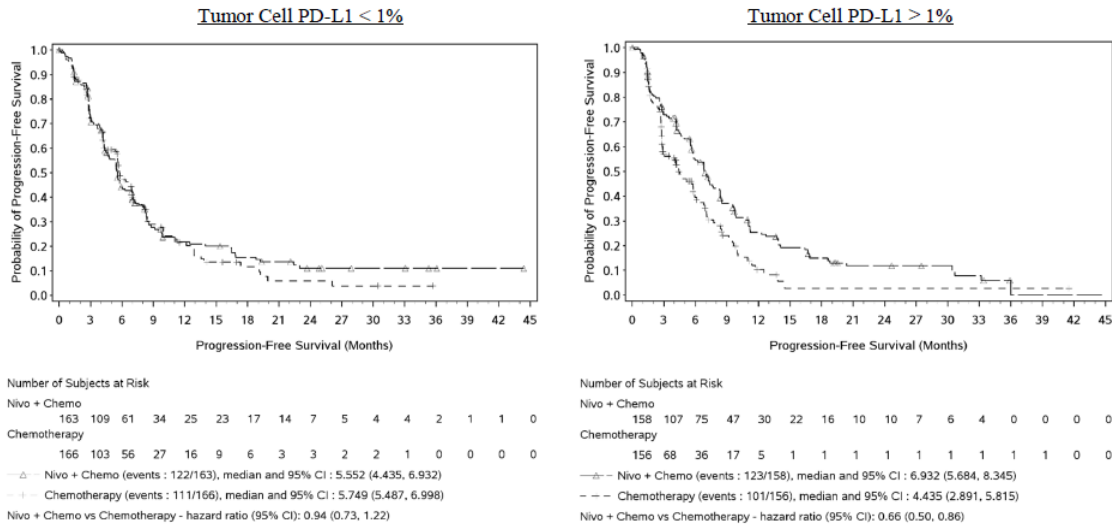 Tumor Cell PD-L1 < 1%
Probability of Progression-Free Survival
1.0
0.9
0.8
0.7
0.6
0.5
0.4
0.3
0.2
0.1
0.0
0 3 6 9 12 15 18 21 24 27 30 33 36 39 42 45
Progression-Free Survival (Months)
Number of Subjects at Risk
Nivo + Chemo
163 109 61 34 25 23 17 14 7 5 4 4 2 1 1 0
Chemotherapy
166 103 56 27 16 9 6 3 3 2 2 1 0 0 0 0
Nivo + Chemo (events : 122/163), median and 95% CI : 5.552 (4.435, 6.932)
Chemotherapy (events : 111/166), median and 95% CI : 5.749 (5.487, 6.998)
Nivo + Chemo vs Chemotherapy - hazard ratio (95% CI): 0.94 (0.73, 1.22)
Tumor Cell PD-L1 > 1%
Probability of Progression-Free Survival
1.0
0.9
0.8
0.7
0.6
0.5
0.4
0.3
0.2
0.1
0.0
0 3 6 9 12 15 18 21 24 27 30 33 36 39 42 45
Progression-Free Survival (Months)
Number of Subjects at Risk
Nivo + Chemo
158 107 75 47 30 22 16 10 10 7 6 4 0 0 0 0
Chemotherapy
156 68 36 17 5 1 1 1 1 1 1 1 1 1 0 0
Nivo + Chemo (events : 123/158), median and 95% CI : 6.932 (5.684, 8.345)
Chemotherapy (events : 101/156), median and 95% CI : 4.435 (2.891, 5.815)
Nivo + Chemo vs Chemotherapy - hazard ratio (95% CI): 0.66 (0.50, 0.86)